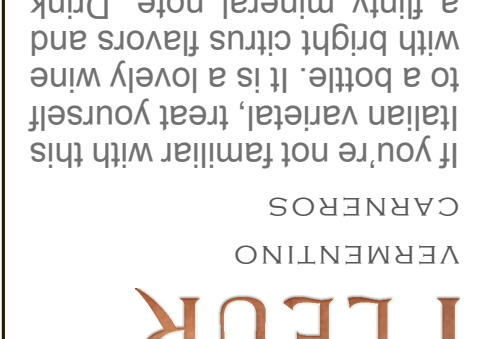 FLEUR
VERMENTINO
CARNEROS
If you're not familiar with this
Italian varietal, treat yourself
to a bottle. It is a lovely wine
with bright citrus flavors and
a flinty mineral note. Drink